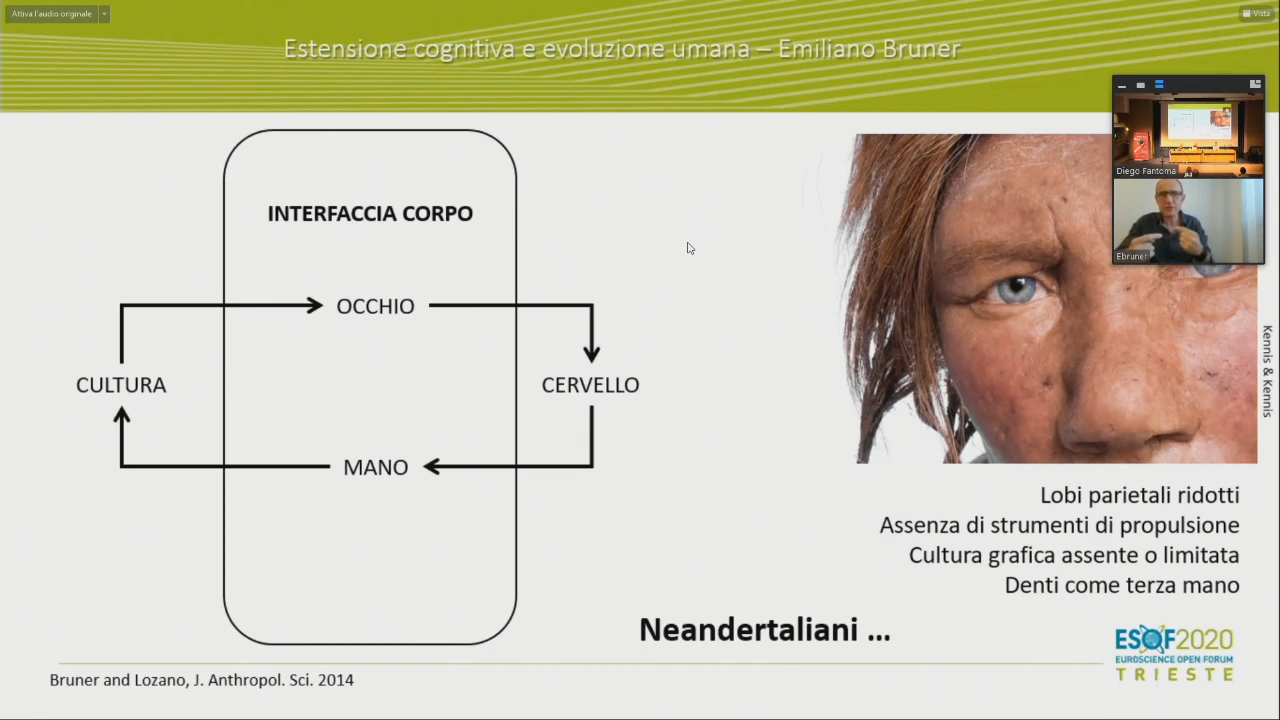 Attiva l'audio originale
Vista
Estensione cognitiva e evoluzione umana – Emiliano Bruner
Diego Fantoma
Ebruner
INTERFACCIA CORPO
OCCHIO
CULTURA
CERVELLO
MANO
Kennis & Kennis
Lobi parietali ridotti
Assenza di strumenti di propulsione
Cultura grafica assente o limitata
Denti come terza mano
Neandertaliani ...
ESOF2020
EUROSCIENCE OPEN FORUM
TRIESTE
Bruner and Lozano, J. Anthropol. Sci. 2014